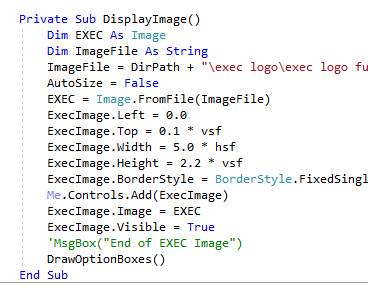 Private Sub DisplayImage()
Dim EXEC As Image
Dim ImageFile As String
ImageFile = DirPath + "\exec logo\exec logo fu
AutoSize = False
EXEC = Image.FromFile(ImageFile)
ExecImage.Left = 0.0
ExecImage.Top = 0.1 * vsf
ExecImage.Width = 5.0 * hsf
ExecImage.Height = 2.2 * vsf
ExecImage.BorderStyle = BorderStyle.FixedSingl
Me.Controls.Add(ExecImage)
ExecImage.Image = EXEC
ExecImage.Visible = True
'MsgBox("End of EXEC Image")
DrawOptionBoxes()
End Sub